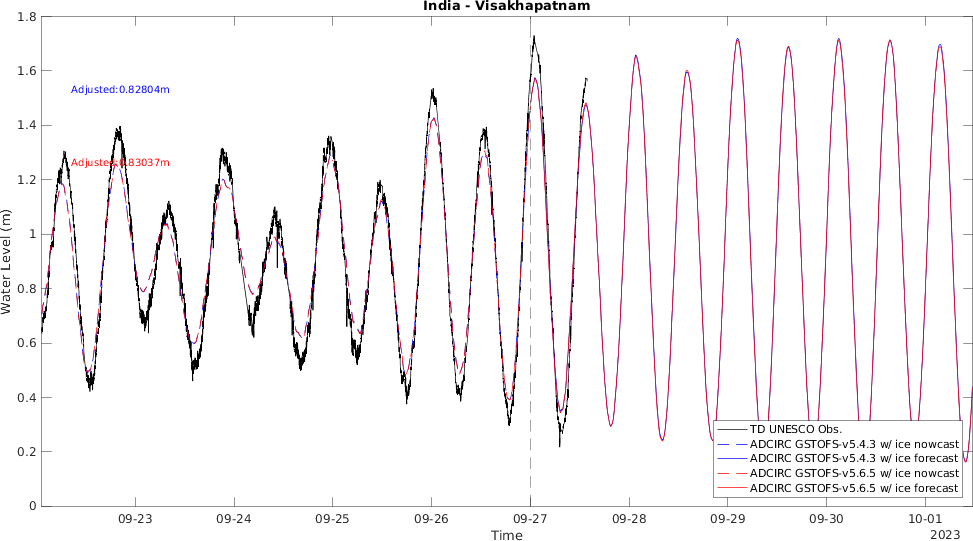 India - Visakhapatnam
1.8
1.6
1.4
1.2
1
0.8
0.6
0.4
0.2
0
Water Level (m)
Adjusted:0.82804m
Adjusted:0.83037m
TD UNESCO Obs.
ADCIRC GSTOFS-v5.4.3 w/ ice nowcast
ADCIRC GSTOFS-v5.4.3 w/ ice forecast
ADCIRC GSTOFS-v5.6.5 w/ ice nowcast
ADCIRC GSTOFS-v5.6.5 w/ ice forecast
09-23 09-24 09-25 09-26 09-27 09-28 09-29 09-30 10-01
Time
2023